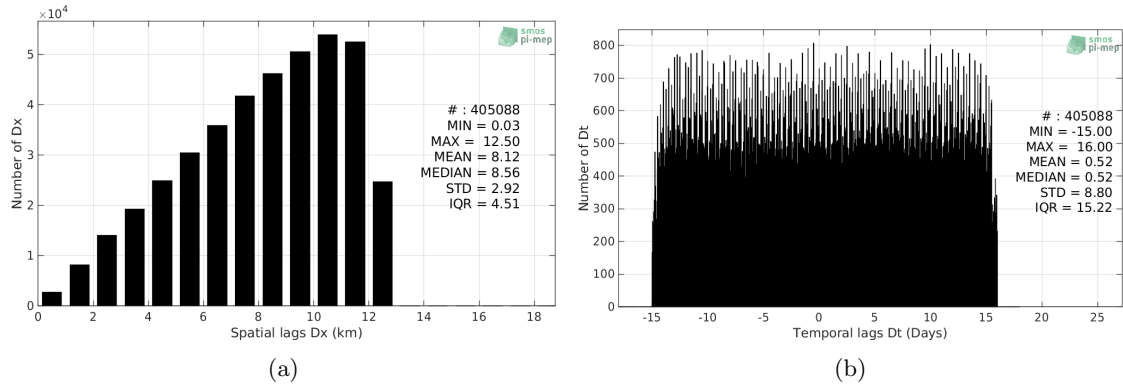 ×10⁴
smos
pi-mep
5
4
3
2
1
0
Number of Dx
# : 405088
MIN = 0.03
MAX = 12.50
MEAN = 8.12
MEDIAN = 8.56
STD = 2.92
IQR = 4.51
0 2 4 6 8 10 12 14 16 18
Spatial lags Dx (km)
(a)
smos
pi-mep
800
700
600
500
400
300
200
100
0
Number of Dt
# : 405088
MIN = -15.00
MAX = 16.00
MEAN = 0.52
MEDIAN = 0.52
STD = 8.80
IQR = 15.22
-15 -10 -5 0 5 10 15 20 25
Temporal lags Dt (Days)
(b)